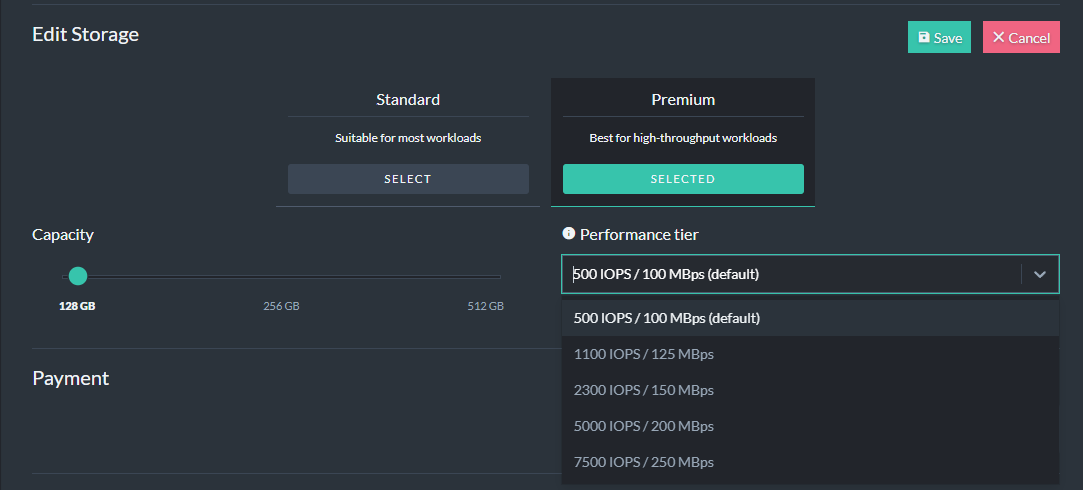 Edit Storage
Save
Cancel
Standard
Suitable for most workloads
SELECT
Premium
Best for high-throughput workloads
SELECTED
Capacity
128 GB
256 GB
512 GB
Performance tier
500 IOPS / 100 MBps (default)
500 IOPS / 100 MBps (default)
1100 IOPS / 125 MBps
2300 IOPS / 150 MBps
5000 IOPS / 200 MBps
7500 IOPS / 250 MBps
Payment